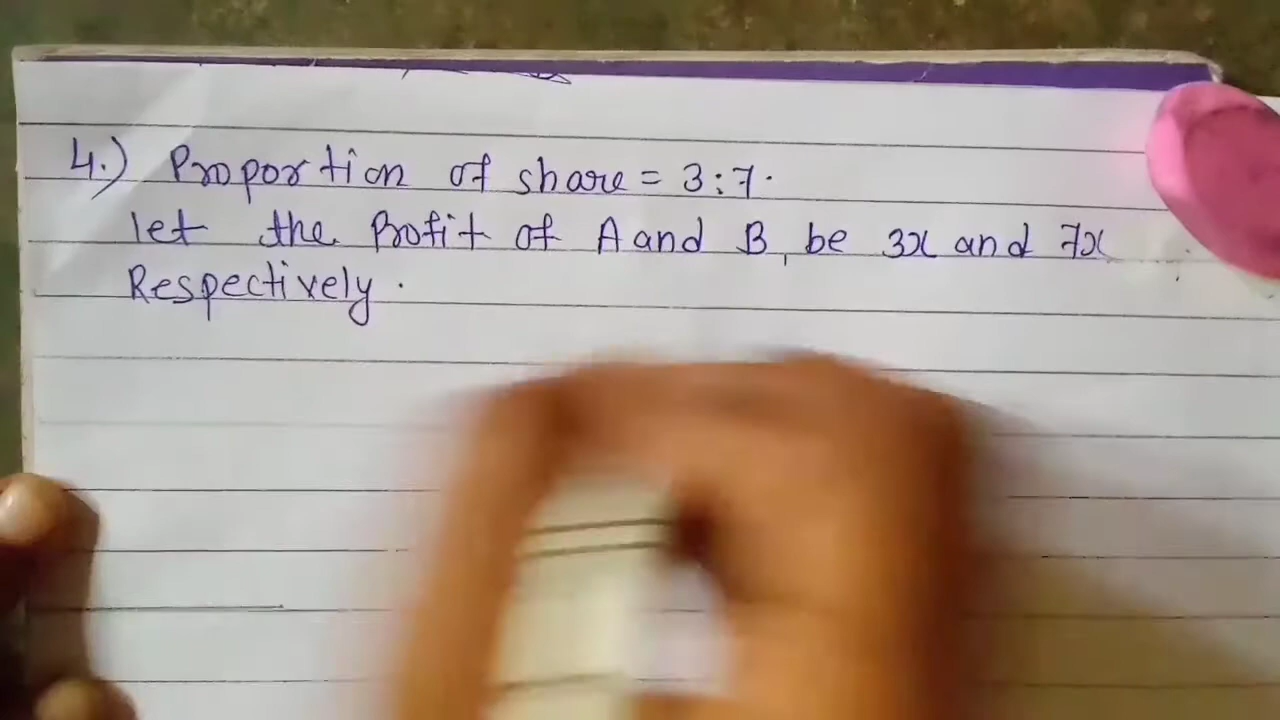 4.) Proportion of share = 3:7.
let the Profit of A and B, be 3x and 7x
Respectively.